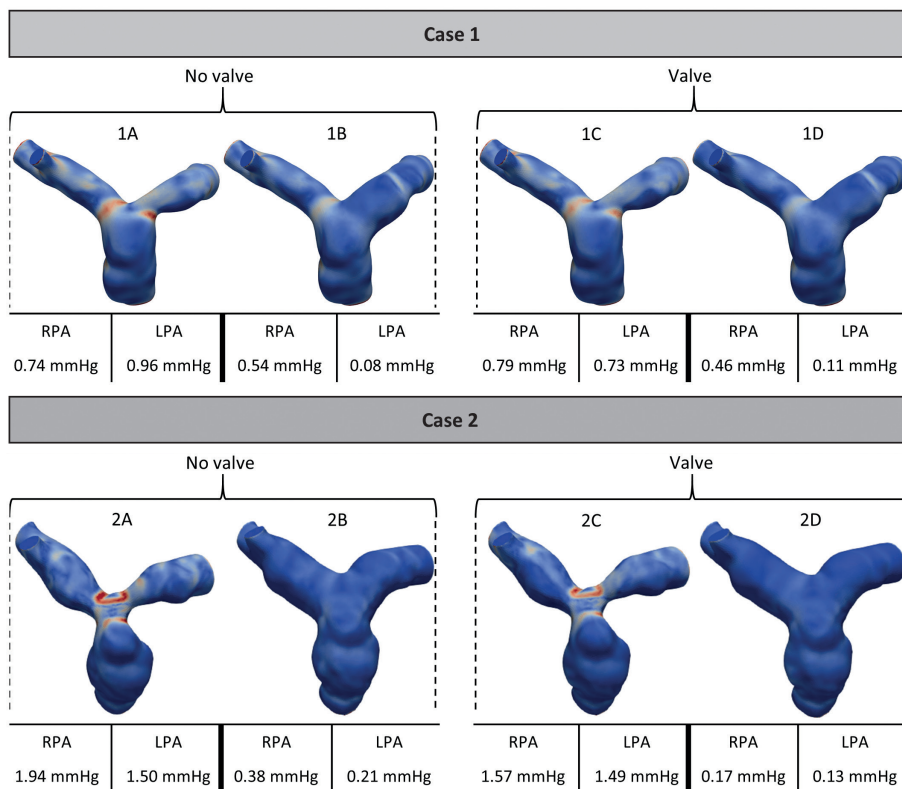 Case 1
No valve
Valve
1A 1B 1C 1D
RPA LPA RPA LPA RPA LPA RPA LPA
0.74 mmHg 0.96 mmHg 0.54 mmHg 0.08 mmHg 0.79 mmHg 0.73 mmHg 0.46 mmHg 0.11 mmHg
Case 2
No valve
Valve
2A 2B 2C 2D
RPA LPA RPA LPA RPA LPA RPA LPA
1.94 mmHg 1.50 mmHg 0.38 mmHg 0.21 mmHg 1.57 mmHg 1.49 mmHg 0.17 mmHg 0.13 mmHg